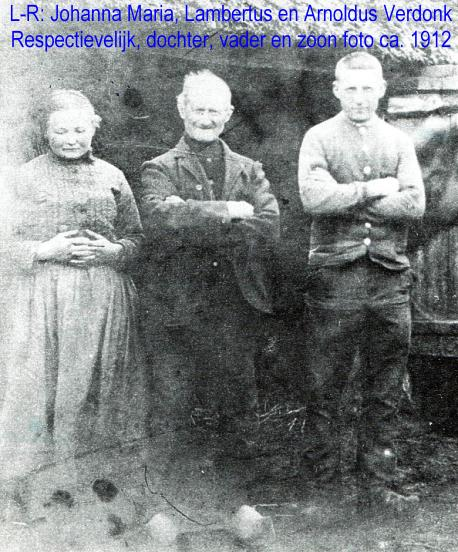 L-R: Johanna Maria, Lambertus en Arnoldus Verdonk
Respectievelijk, dochter, vader en zoon foto ca. 1912